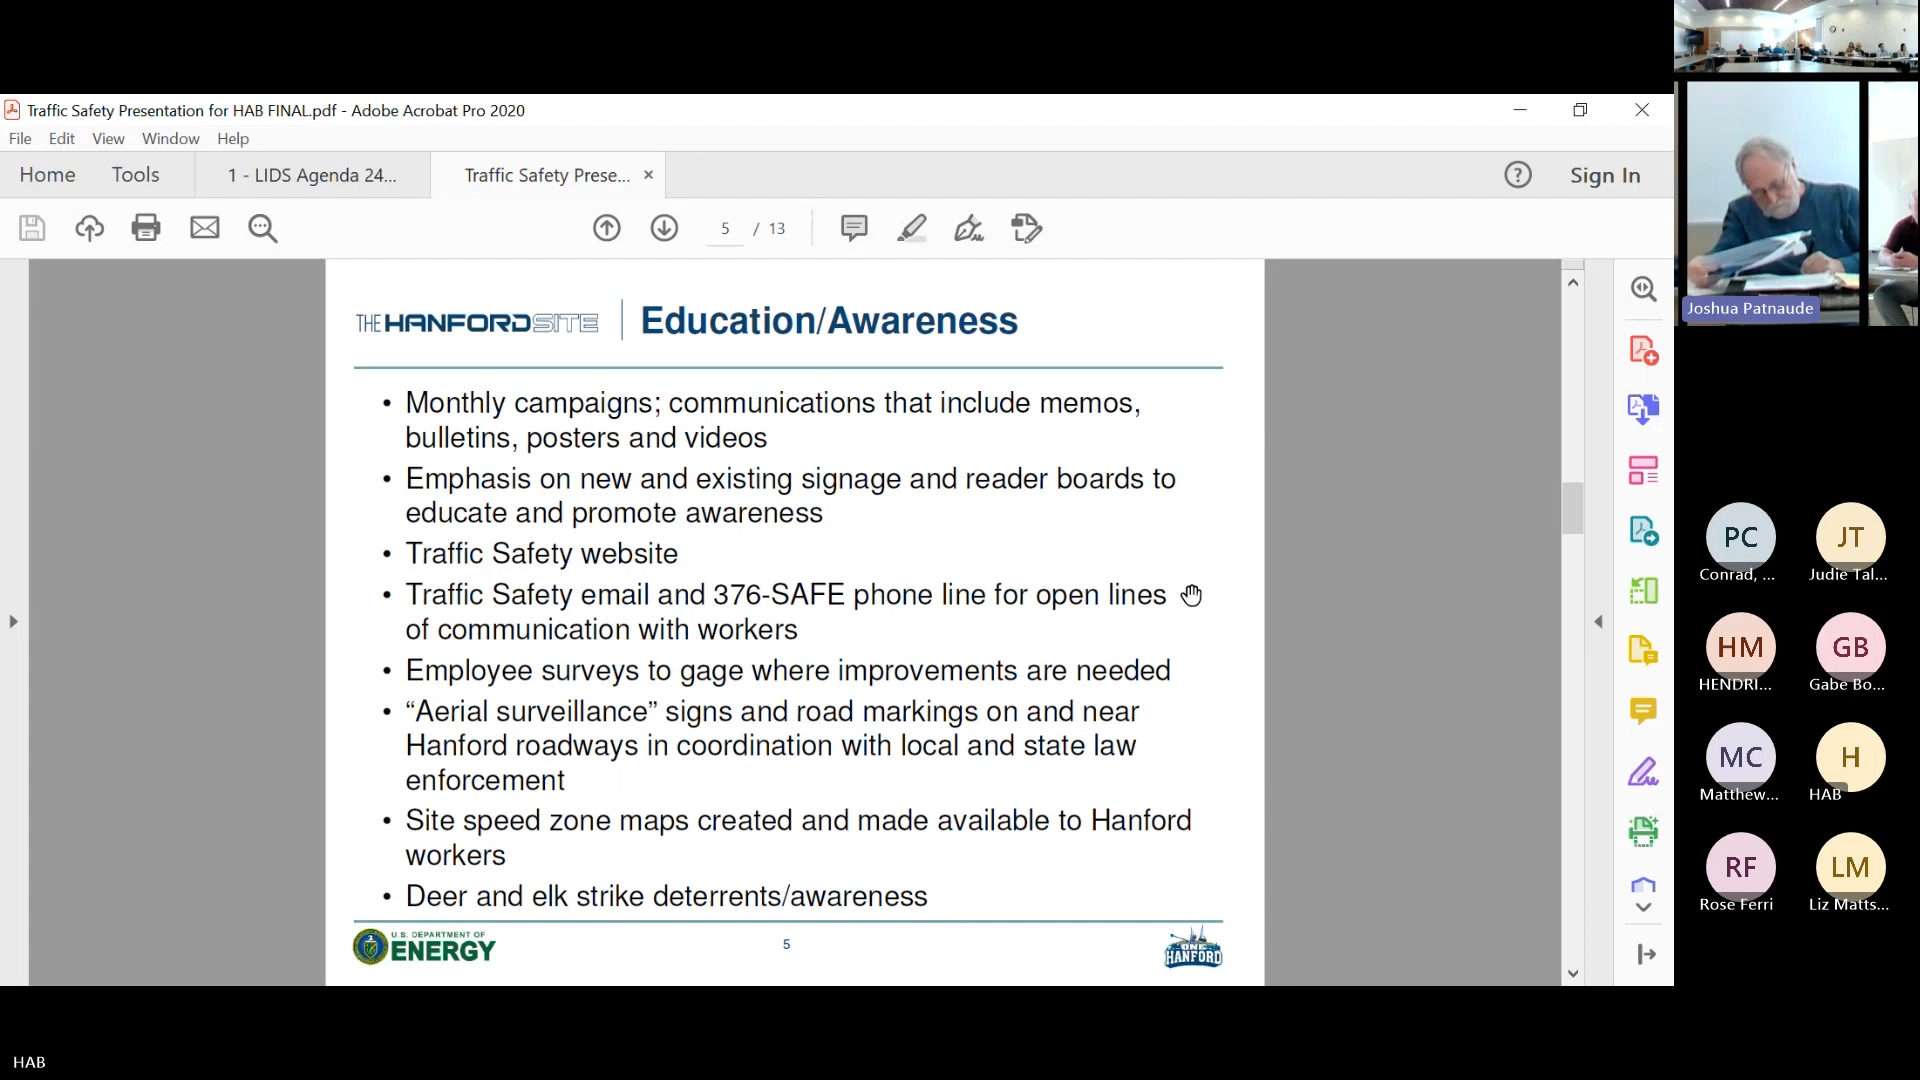 Traffic Safety Presentation for HAB FINAL.pdf - Adobe Acrobat Pro 2020
File Edit View Window Help
Home Tools 1 - LIDS Agenda 24... Traffic Safety Prese... Sign In
5 / 13
THE HANFORD SITE Education/Awareness
• Monthly campaigns; communications that include memos,
bulletins, posters and videos
• Emphasis on new and existing signage and reader boards to
educate and promote awareness
• Traffic Safety website
• Traffic Safety email and 376-SAFE phone line for open lines
of communication with workers
• Employee surveys to gage where improvements are needed
• “Aerial surveillance” signs and road markings on and near
Hanford roadways in coordination with local and state law
enforcement
• Site speed zone maps created and made available to Hanford
workers
• Deer and elk strike deterrents/awareness
U.S. DEPARTMENT OF
ENERGY
5
ONE
HANFORD
Joshua Patnaude
PC JT
Conrad, ... Judie Tal...
HM GB
HENDRI... Gabe Bo...
MC H
Matthew... HAB
RF LM
Rose Ferri Liz Matts...
HAB